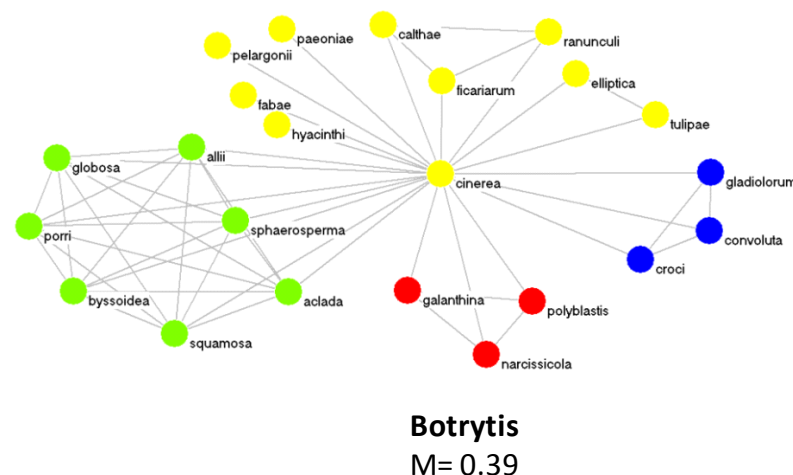 calthae
paeoniae
ranunculi
pelargonii
elliptica
ficariarum
fabae
tulipae
hyacinthi
allii
globosa
cinerea
gladiolorum
sphaerosperma
porri
convoluta
croci
byssoidea
aclada
galanthina
polyblastis
squamosa
narcissicola
Botrytis
M= 0.39